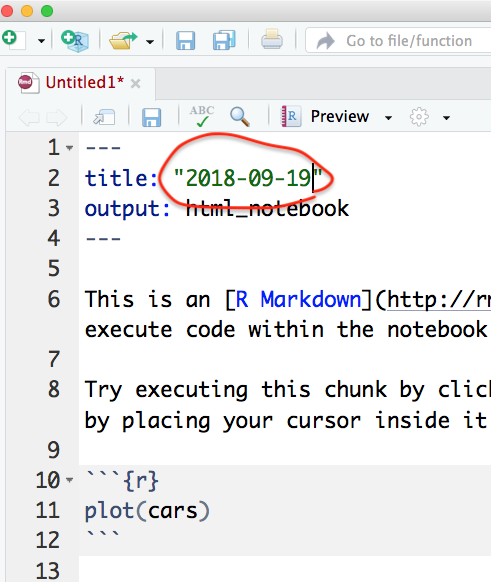 Go to file/function
Untitled1*
ABC
Preview
1 ---
2 title: "2018-09-19"
3 output: html_notebook
4 ---
5
6 This is an [R Markdown](http://rm
execute code within the notebook
7
8 Try executing this chunk by clic
by placing your cursor inside it
9
10 ```{r}
11 plot(cars)
12 ```
13